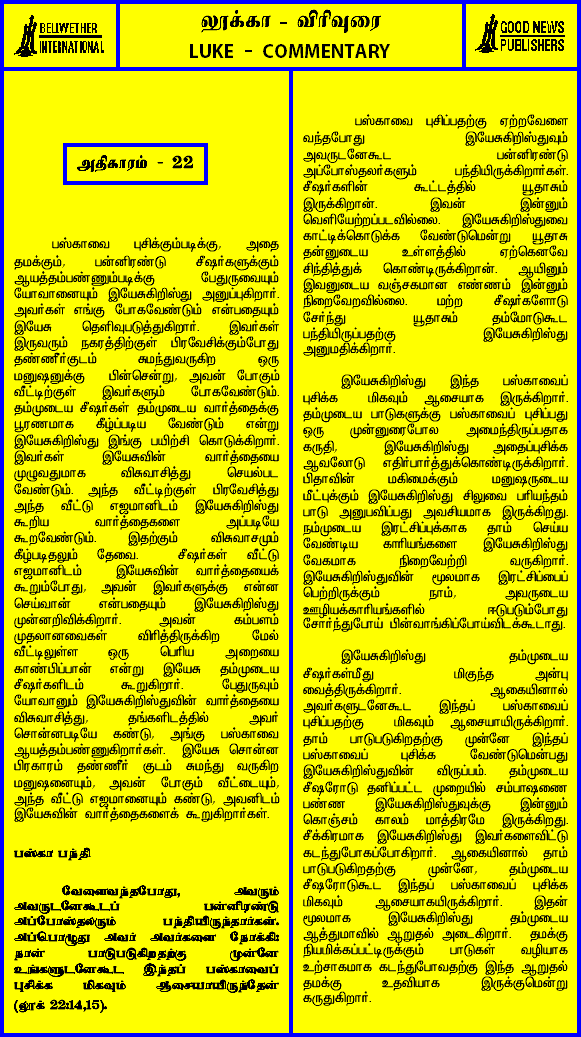 BELLWETHER
INTERNATIONAL
லூக்கா - விரிவுரை
LUKE - COMMENTARY
GOOD NEWS
PUBLISHERS
அதிகாரம் - 22
பஸ்காவை புசிக்கும்படிக்கு, அதை
தமக்கும், பன்னிரண்டு சீஷர்களுக்கும்
ஆயத்தம்பண்ணும்படிக்கு பேதுருவையும்
யோவானையும் இயேசுகிறிஸ்து அனுப்புகிறார்.
அவர்கள் எங்கு போகவேண்டும் என்பதையும்
இயேசு தெளிவுபடுத்துகிறார். இவர்கள்
இருவரும் நகரத்திற்குள் பிரவேசிக்கும்போது
தண்ணீர்குடம் சுமந்துவருகிற ஒரு
மனுஷனுக்கு பின்சென்று, அவன் போகும்
வீட்டிற்குள் இவர்களும் போகவேண்டும்.
தம்முடைய சீஷர்கள் தம்முடைய வார்த்தைக்கு
பூரணமாக கீழ்ப்படிய வேண்டும் என்று
இயேசுகிறிஸ்து இங்கு பயிற்சி கொடுக்கிறார்.
இவர்கள் இயேசுவின் வார்த்தையை
முழுவதுமாக விசுவாசித்து செயல்பட
வேண்டும். அந்த வீட்டிற்குள் பிரவேசித்து
அந்த வீட்டு எஜமானிடம் இயேசுகிறிஸ்து
கூறிய வார்த்தைகளை அப்படியே
கூறவேண்டும். இதற்கும் விசுவாசமும்
கீழ்படிதலும் தேவை. சீஷர்கள் வீட்டு
எஜமானிடம் இயேசுவின் வார்த்தையைக்
கூறும்போது, அவன் இவர்களுக்கு என்ன
செய்வான் என்பதையும் இயேசுகிறிஸ்து
முன்னறிவிக்கிறார். அவன் கம்பளம்
முதலானவைகள் விரித்திருக்கிற மேல்
வீட்டிலுள்ள ஒரு பெரிய அறையை
காண்பிப்பான் என்று இயேசு தம்முடைய
சீஷர்களிடம் கூறுகிறார். பேதுருவும்
யோவானும் இயேசுகிறிஸ்துவின் வார்த்தையை
விசுவாசித்து, தங்களிடத்தில் அவர்
சொன்னபடியே கண்டு, அங்கு பஸ்காவை
ஆயத்தம்பண்ணுகிறார்கள். இயேசு சொன்ன
பிரகாரம் தண்ணீர் குடம் சுமந்து வருகிற
மனுஷனையும், அவன் போகும் வீட்டையும்,
அந்த வீட்டு எஜமானையும் கண்டு, அவனிடம்
இயேசுவின் வார்த்தைகளைக் கூறுகிறார்கள்.
பஸ்கா பந்தி
வேளைவந்தபோது, அவரும்
அவருடனேகூடப் பன்னிரண்டு
அப்போஸ்தலரும் பந்தியிருந்தார்கள்.
அப்பொழுது அவர் அவர்களை நோக்கி:
நான் பாடுபடுகிறதற்கு முன்னே
உங்களுடனேகூட இந்தப் பஸ்காவைப்
புசிக்க மிகவும் ஆசையாயிருந்தேன்
(லூக் 22:14,15).
பஸ்காவை புசிப்பதற்கு ஏற்றவேளை
வந்தபோது இயேசுகிறிஸ்துவும்
அவருடனேகூட பன்னிரண்டு
அப்போஸ்தலர்களும் பந்தியிருக்கிறார்கள்.
சீஷர்களின் கூட்டத்தில் யூதாசும்
இருக்கிறான். இவன் இன்னும்
வெளியேற்றப்படவில்லை. இயேசுகிறிஸ்துவை
காட்டிக்கொடுக்க வேண்டுமென்று யூதாசு
தன்னுடைய உள்ளத்தில் ஏற்கெனவே
சிந்தித்துக் கொண்டிருக்கிறான். ஆயினும்
இவனுடைய வஞ்சகமான எண்ணம் இன்னும்
நிறைவேறவில்லை. மற்ற சீஷர்களோடு
சேர்ந்து யூதாசும் தம்மோடுகூட
பந்தியிருப்பதற்கு இயேசுகிறிஸ்து
அனுமதிக்கிறார்.
இயேசுகிறிஸ்து இந்த பஸ்காவைப்
புசிக்க மிகவும் ஆசையாக இருக்கிறார்.
தம்முடைய பாடுகளுக்கு பஸ்காவைப் புசிப்பது
ஒரு முன்னுரைபோல அமைந்திருப்பதாக
கருதி, இயேசுகிறிஸ்து அதைப்புசிக்க
ஆவலோடு எதிர்பார்த்துக்கொண்டிருக்கிறார்.
பிதாவின் மகிமைக்கும் மனுஷருடைய
மீட்புக்கும் இயேசுகிறிஸ்து சிலுவை பரியந்தம்
பாடு அனுபவிப்பது அவசியமாக இருக்கிறது.
நம்முடைய இரட்சிப்புக்காக தாம் செய்ய
வேண்டிய காரியங்களை இயேசுகிறிஸ்து
வேகமாக நிறைவேற்றி வருகிறார்.
இயேசுகிறிஸ்துவின் மூலமாக இரட்சிப்பைப்
பெற்றிருக்கும் நாம், அவருடைய
ஊழியக்காரியங்களில் ஈடுபடும்போது
சோர்ந்துபோய் பின்வாங்கிப்போய்விடக்கூடாது.
இயேசுகிறிஸ்து தம்முடைய
சீஷர்கள்மீது மிகுந்த அன்பு
வைத்திருக்கிறார். ஆகையினால்
அவர்களுடனேகூட இந்தப் பஸ்காவைப்
புசிப்பதற்கு மிகவும் ஆசையாயிருக்கிறார்.
தாம் பாடுபடுகிறதற்கு முன்னே இந்தப்
பஸ்காவைப் புசிக்க வேண்டுமென்பது
இயேசுகிறிஸ்துவின் விருப்பம். தம்முடைய
சீஷரோடு தனிப்பட்ட முறையில் சம்பாஷணை
பண்ண இயேசுகிறிஸ்துவுக்கு இன்னும்
கொஞ்சம் காலம் மாத்திரமே இருக்கிறது.
சீக்கிரமாக இயேசுகிறிஸ்து இவர்களைவிட்டு
கடந்துபோகப்போகிறார். ஆகையினால் தாம்
பாடுபடுகிறதற்கு முன்னே, தம்முடைய
சீஷரோடுகூட இந்தப் பஸ்காவைப் புசிக்க
மிகவும் ஆசையாகயிருக்கிறார். இதன்
மூலமாக இயேசுகிறிஸ்து தம்முடைய
ஆத்துமாவில் ஆறுதல் அடைகிறார். தமக்கு
நியமிக்கப்பட்டிருக்கும் பாடுகள் வழியாக
உற்சாகமாக கடந்துபோவதற்கு இந்த ஆறுதல்
தமக்கு உதவியாக இருக்குமென்று
கருதுகிறார்.